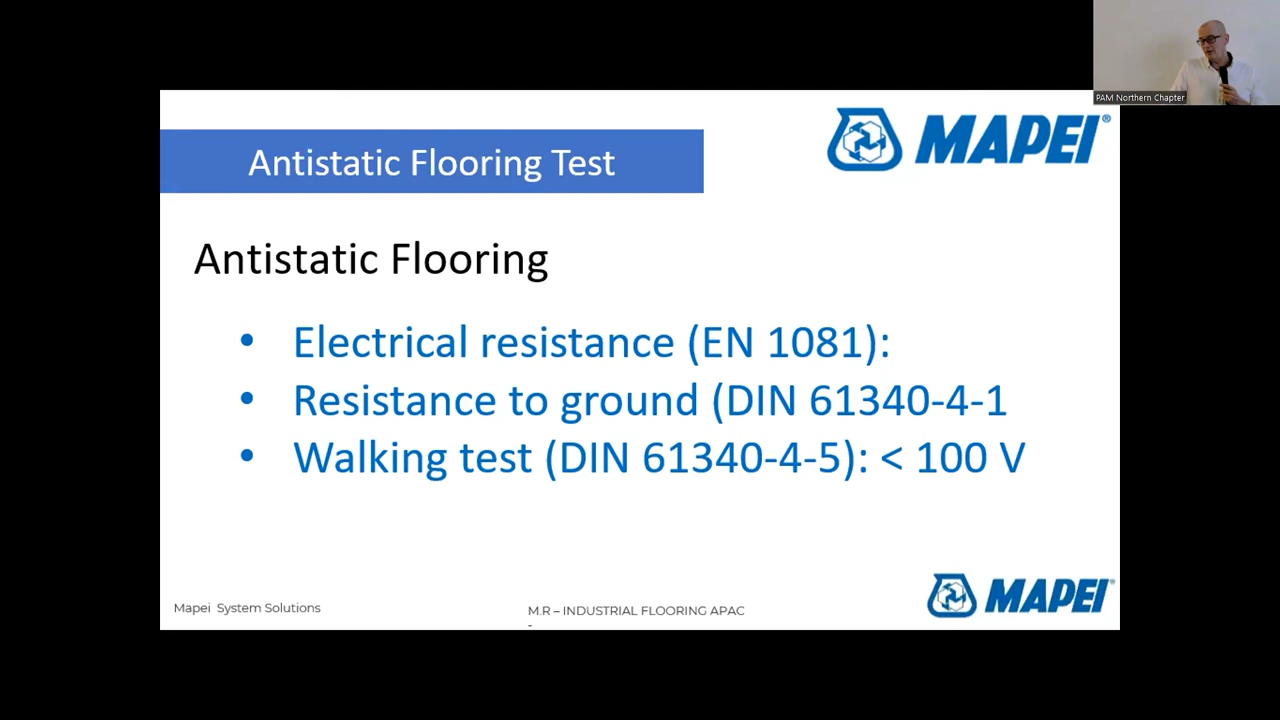 PAM Northern Chapter
MAPEI®
Antistatic Flooring Test
Antistatic Flooring
• Electrical resistance (EN 1081):
• Resistance to ground (DIN 61340-4-1
• Walking test (DIN 61340-4-5): < 100 V
Mapei System Solutions
M.R – INDUSTRIAL FLOORING APAC
-
MAPEI®